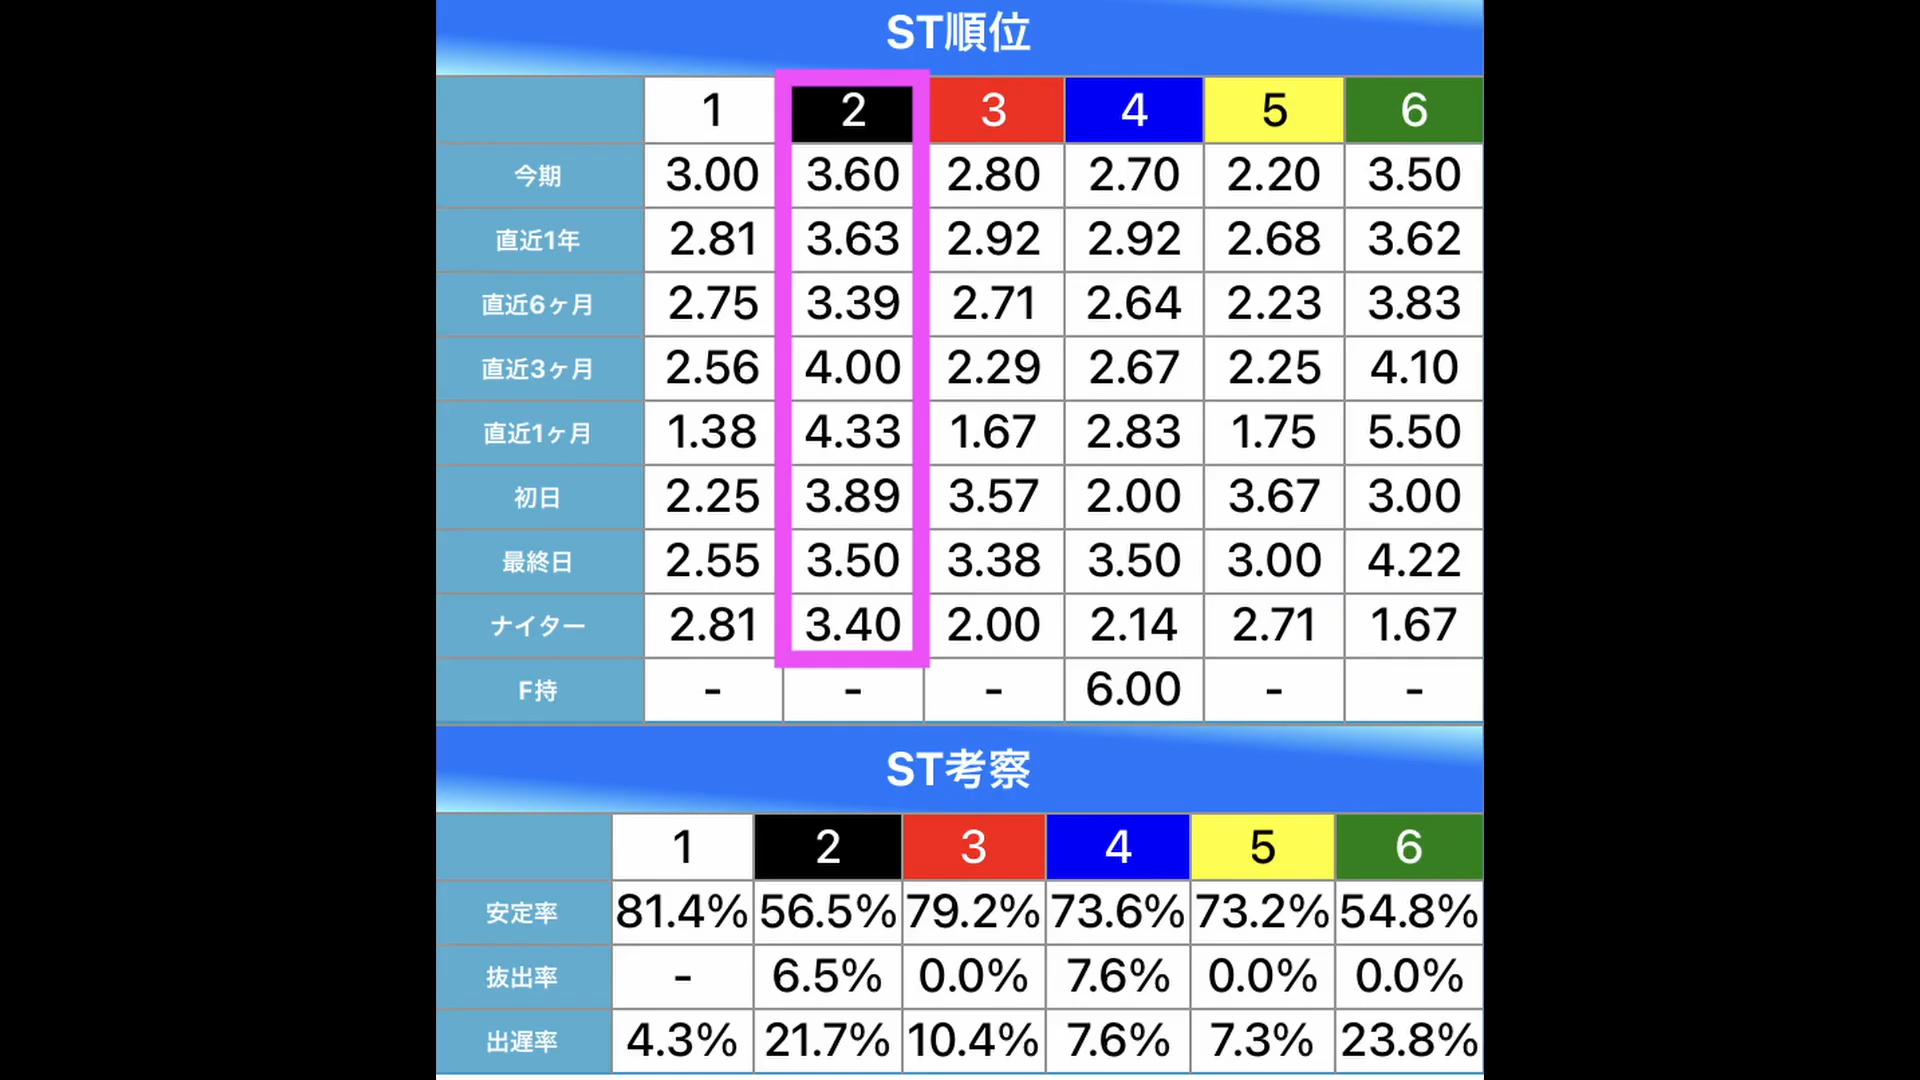 ST順位
1 2 3 4 5 6
今期 3.00 3.60 2.80 2.70 2.20 3.50
直近1年 2.81 3.63 2.92 2.92 2.68 3.62
直近6ヶ月 2.75 3.39 2.71 2.64 2.23 3.83
直近3ヶ月 2.56 4.00 2.29 2.67 2.25 4.10
直近1ヶ月 1.38 4.33 1.67 2.83 1.75 5.50
初日 2.25 3.89 3.57 2.00 3.67 3.00
最終日 2.55 3.50 3.38 3.50 3.00 4.22
ナイター 2.81 3.40 2.00 2.14 2.71 1.67
F持 - - - 6.00 - -
ST考察
1 2 3 4 5 6
安定率 81.4% 56.5% 79.2% 73.6% 73.2% 54.8%
抜出率 - 6.5% 0.0% 7.6% 0.0% 0.0%
出遅率 4.3% 21.7% 10.4% 7.6% 7.3% 23.8%